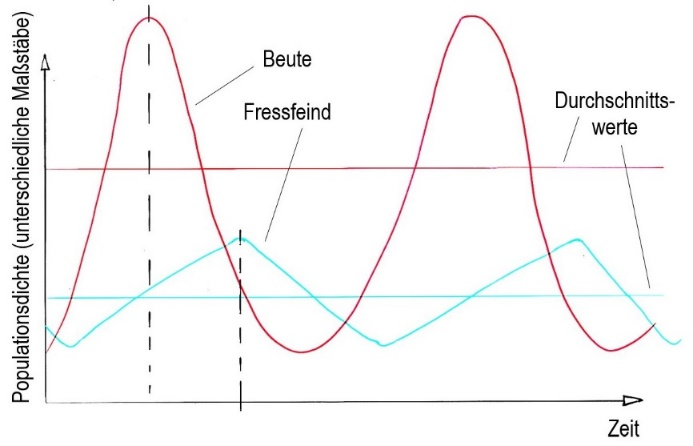 Populationsdichte (unterschiedliche Maßstäbe)
Beute
Fressfeind
Durchschnitts-
werte
Zeit